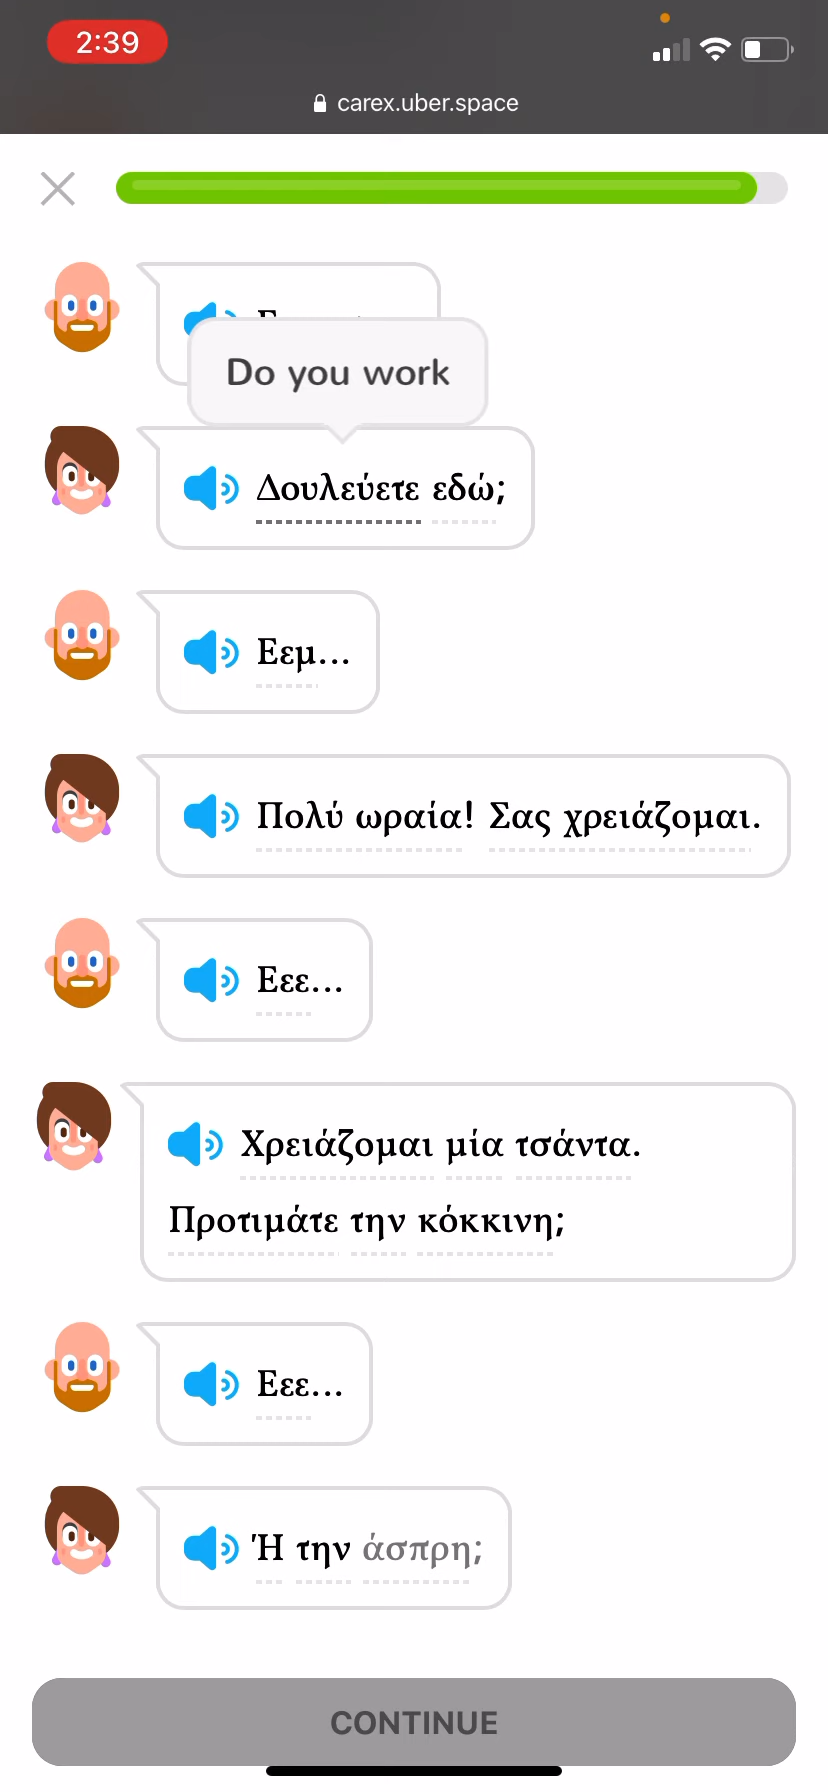 2:39
carex.uber.space
Do you work
Δουλεύετε εδώ;
Εεμ...
Πολύ ωραία! Σας χρειάζομαι.
Εεε...
Χρειάζομαι μία τσάντα.
Προτιμάτε την κόκκινη;
Εεε...
Ή την άσπρη;
CONTINUE